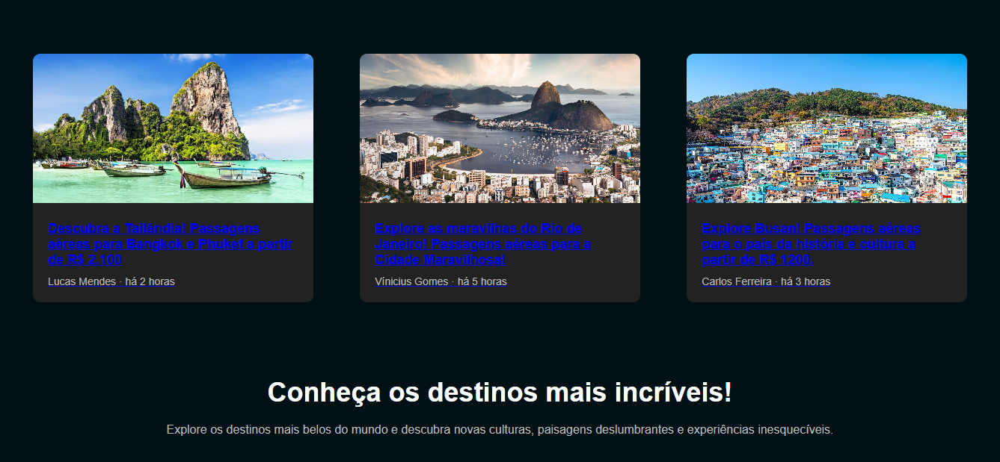 Descubra a Tailândia! Passagens
aéreas para Bangkok e Phuket a partir
de R$ 2.100
Lucas Mendes · há 2 horas
Explore as maravilhas do Rio de
Janeiro! Passagens aéreas para a
Cidade Maravilhosa!
Vínicius Gomes · há 5 horas
Explore Busan! Passagens aéreas
para o país da história e cultura a
partir de R$ 1200.
Carlos Ferreira · há 3 horas
Conheça os destinos mais incríveis!
Explore os destinos mais belos do mundo e descubra novas culturas, paisagens deslumbrantes e experiências inesquecíveis.